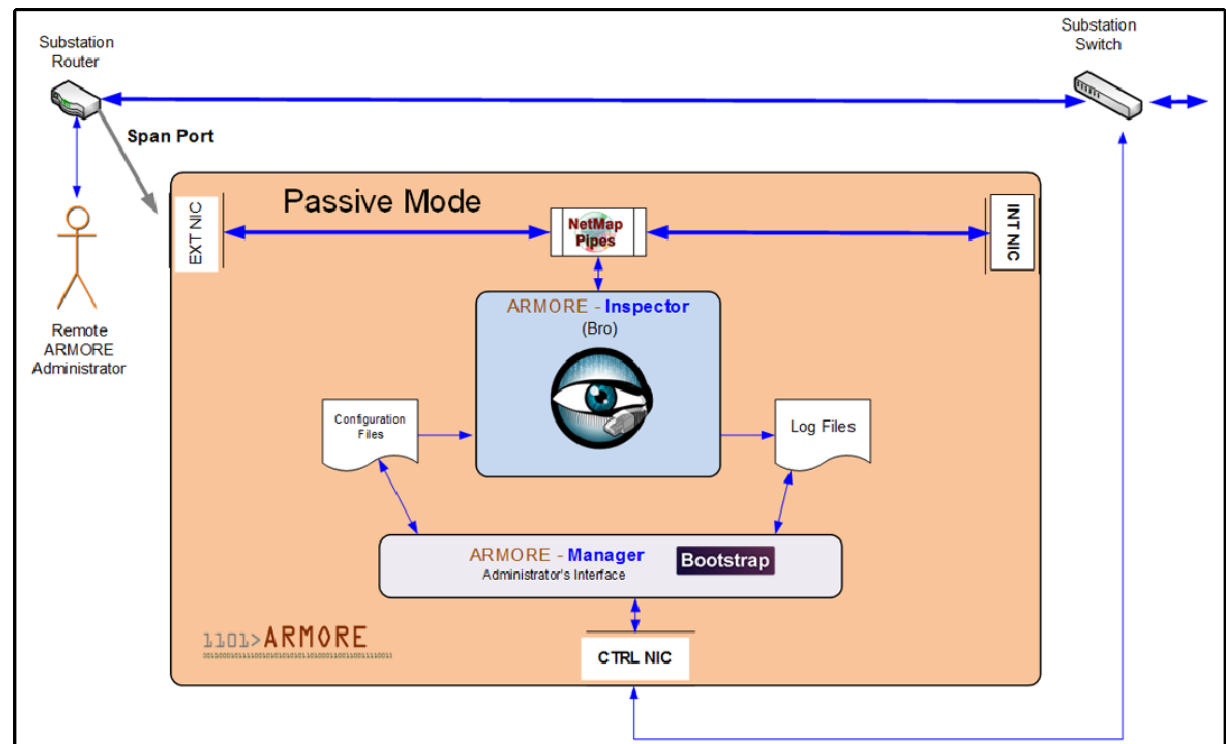 Substation
Router
Substation
Switch
Span Port
Passive Mode
EXT NIC
NetMap
Pipes
INT NIC
ARMORE - Inspector
(Bro)
Remote
ARMORE
Administrator
Configuration
Files
Log Files
ARMORE - Manager
Administrator's Interface
Bootstrap
1101>ARMORE
CTRL NIC